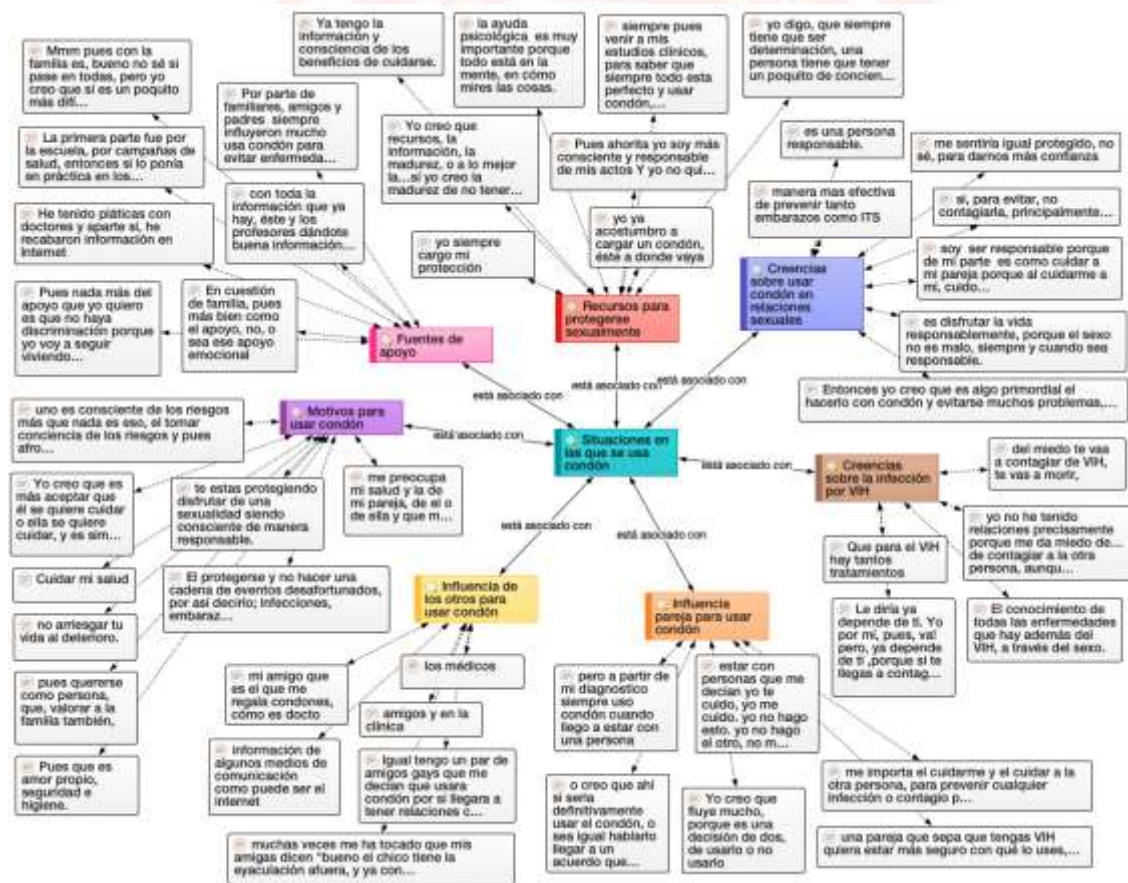 Mmm pues con la
familia es, bueno no sé si
pase en todas, pero yo
creo que si es un poquito
más difí...
Ya tengo la
información y
consciencia de los
beneficios de cuidarse.
la ayuda
psicológica es muy
importante porque
todo está en la
mente, en cómo
mires las cosas.
siempre pues
venir a mis
estudios clínicos,
para saber que
siempre todo esta
perfecto y usar
condón,...
yo digo, que siempre
tiene que ser
determinación, una
persona tiene que tener
un poquito de concien...
Por parte de
familiares, amigos y
padres siempre
influyeron mucho
usa condón para
evitar enfermeda...
La primera parte fue por
la escuela, por campañas de
salud, entonces si lo ponía
en práctica en los...
Yo creo que
recursos, la
información, la
madurez, o a lo mejor
la...si yo creo la
madurez de no tener...
Pues ahorita yo soy más
consciente y responsable
de mis actos Y yo no qui...
es una persona
responsable.
me sentiría igual protegido, no
sé, para darnos más confianza
manera mas efectiva
de prevenir tanto
embarazos como ITS
si, para evitar, no
contagiarla, principalmente...
He tenido pláticas con
doctores y aparte si, he
recabaron información en
Internet
con toda la
información que ya
hay, éste y los
profesores dándote
buena información...
yo siempre
cargo mi
protección
yo ya
acostumbro a
cargar un condón,
éste a donde vaya
soy ser responsable porque
de mi parte es como cuidar a
mi pareja porque al cuidarme a
mi, cuido...
Pues nada más del
apoyo que yo quiero
es que no haya
discriminación porque
yo voy a seguir
viviendo...
En cuestión
de familia, pues
más bien como
el apoyo, no, o
sea ese apoyo
emocional
Fuentes de
apoyo
Recursos para
protegerse
sexualmente
Creencias
sobre usar
condón en
relaciones
sexuales
es disfrutar la vida
responsablemente, porque el sexo
no es malo, siempre y cuando sea
responsable.
Entonces yo creo que es algo primordial el
hacerlo con condón y evitarse muchos problemas,...
está asociado con
está asociado con
está asociado con
uno es consciente de los riesgos
más que nada es eso, el tomar
conciencia de los riesgos y pues
afro...
Motivos para
usar condón
está asociado con
Situaciones en
las que se usa
condón
está asociado con
Creencias
sobre la infección
por VIH
del miedo te vas
a contagiar de VIH,
te vas a morir,
Yo creo que es
más aceptar que
él se quiere cuidar
o ella se quiere
cuidar, y es sim...
te estas protegiendo
disfrutar de una
sexualidad siendo
consciente de manera
responsable.
me preocupa
mi salud y la de
mi pareja, de el o
de ella y que m...
está asociado con
está asociado con
Que para el VIH
hay tantos
tratamientos
yo no he tenido
relaciones precisamente
porque me da miedo de...
de contagiar a la otra
persona, aunqu...
Cuidar mi salud
El protegerse y no hacer una
cadena de eventos desafortunados,
por así decirlo; infecciones,
embaraz...
Influencia de
los otros para
usar condón
Influencia
pareja para usar
condón
Le diría ya
depende de ti. Yo
por mi, pues, va!
pero, ya depende
de ti ,porque si te
llegas a contag...
El conocimiento de
todas las enfermedades
que hay además del
VIH, a través del sexo.
no arriesgar tu
vida al deterioro.
pues quererse
como persona,
que, valorar a la
familia también,
mi amigo que
es el que me
regala condones,
cómo es docto
los médicos
amigos y en la
clínica
pero a partir de
mi diagnostico
siempre uso
condón cuando
llego a estar con
una persona
estar con
personas que me
decían yo te
cuido, yo me
cuido. yo no hago
esto. yo no hago
el otro, no m...
Pues que es
amor propio,
seguridad e
higiene.
información de
algunos medios de
comunicación
como puede ser el
internet
Igual tengo un par de
amigos gays que me
decían que usara
condón por si llegara a
tener relaciones c...
o creo que ahí
si sería
definitivamente
usar el condón, o
sea igual hablarlo
llegar a un
acuerdo que...
Yo creo que
fluye mucho,
porque es una
decisión de dos,
de usarlo o no
usarlo
me importa el cuidarme y el cuidar a la
otra persona, para prevenir cualquier
infección o contagio p...
muchas veces me ha tocado que mis
amigas dicen "bueno el chico tiene la
eyaculación afuera, y ya con...
una pareja que sepa que tengas VIH
quiera estar más seguro con qué lo uses,...